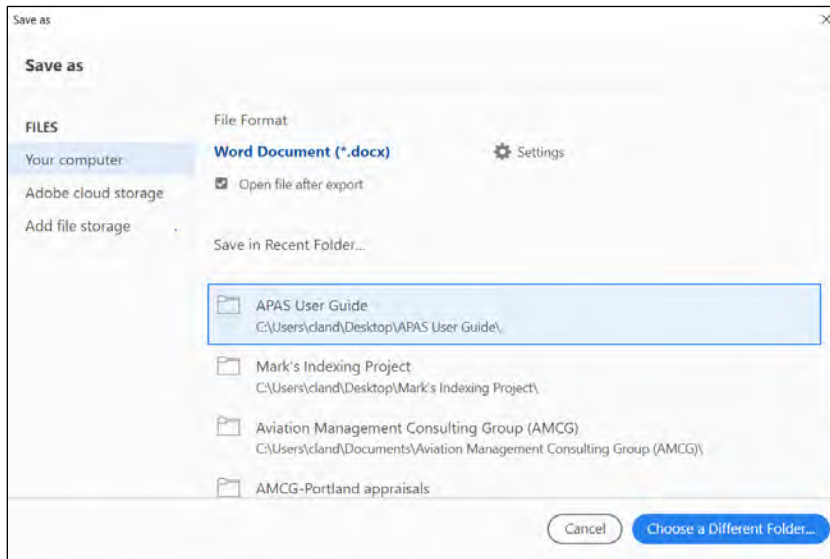 Save as
Save as
FILES
Your computer
Adobe cloud storage
Add file storage
File Format
Word Document (*.docx)
Settings
Open file after export
Save in Recent Folder...
APAS User Guide
C:\Users\cland\Desktop\APAS User Guide\
Mark's Indexing Project
C:\Users\cland\Desktop\Mark's Indexing Project\
Aviation Management Consulting Group (AMCG)
C:\Users\cland\Documents\Aviation Management Consulting Group (AMCG)\
AMCG-Portland appraisals
Cancel
Choose a Different Folder...